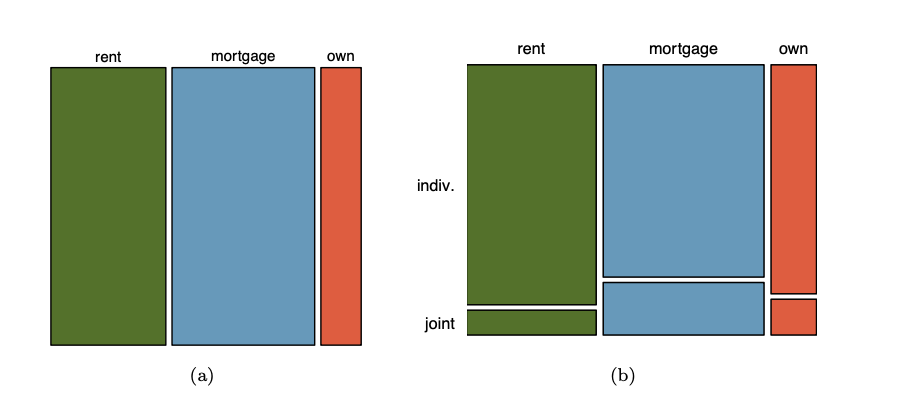 rent mortgage own
rent mortgage own
indiv.
joint
(a)
(b)